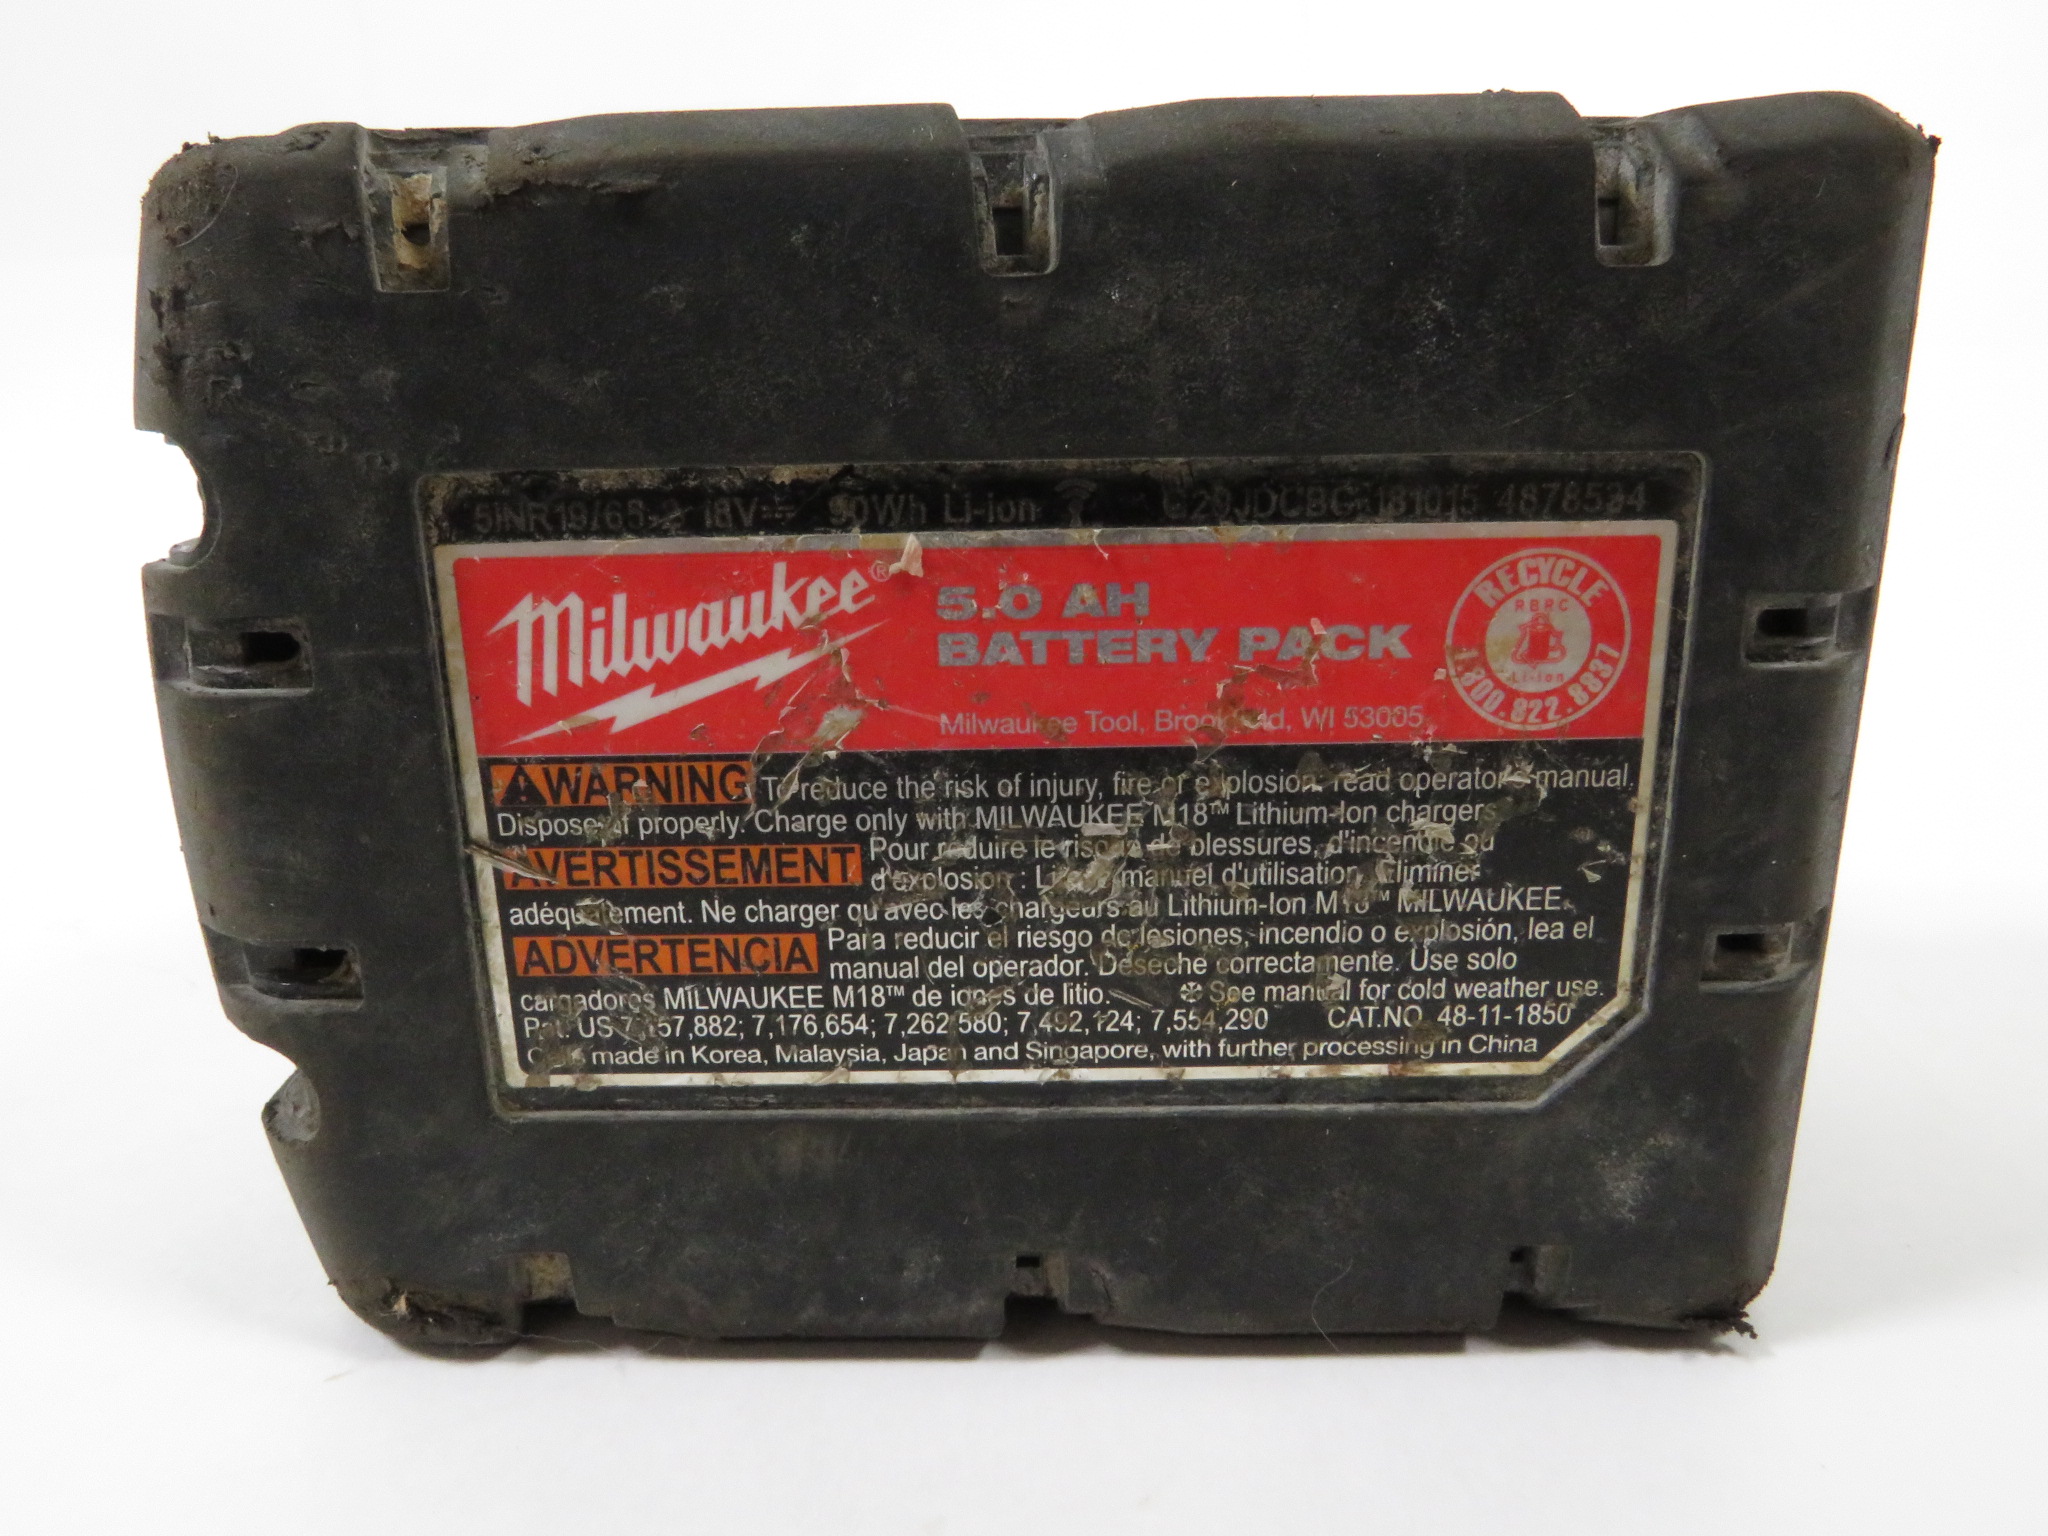 5INR19/65-2 18V 90Wh Li-ion 181015 4878534
Milwaukee®
5.0 AH
BATTERY PACK
Milwaukee Tool, Brookfield, WI 53005
RECYCLE
RBRC
Li-Ion
1.800.822.8837
WARNING To reduce the risk of injury, fire or explosion, read operator's manual.
Dispose of properly. Charge only with MILWAUKEE M18™ Lithium-Ion chargers.
AVERTISSEMENT Pour réduire le risque de blessures, d'incendie ou
d'explosion : Lire le manuel d'utilisation. Éliminer
adéquatement. Ne charger qu'avec les chargeurs au Lithium-Ion M18™ MILWAUKEE.
ADVERTENCIA Para reducir el riesgo de lesiones, incendio o explosión, lea el
manual del operador. Deseche correctamente. Use solo
cargadores MILWAUKEE M18™ de iones de litio. See manual for cold weather use.
Pat. US 7,157,882; 7,176,654; 7,262,580; 7,492,124; 7,554,290 CAT.NO. 48-11-1850
Cells made in Korea, Malaysia, Japan and Singapore, with further processing in China